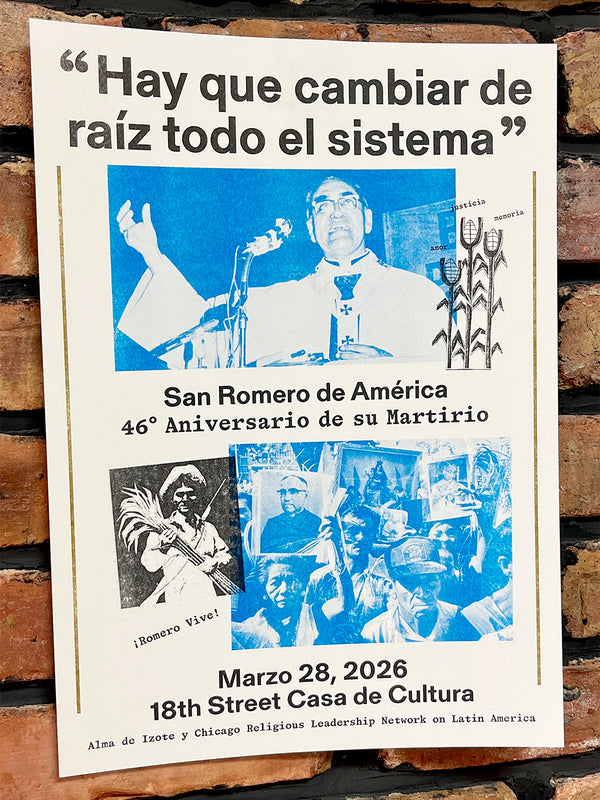 “Hay que cambiar de
raíz todo el sistema”
justicia
memoria
amor
San Romero de América
46° Aniversario de su Martirio
¡Romero Vive!
Marzo 28, 2026
18th Street Casa de Cultura
Alma de Izote y Chicago Religious Leadership Network on Latin America